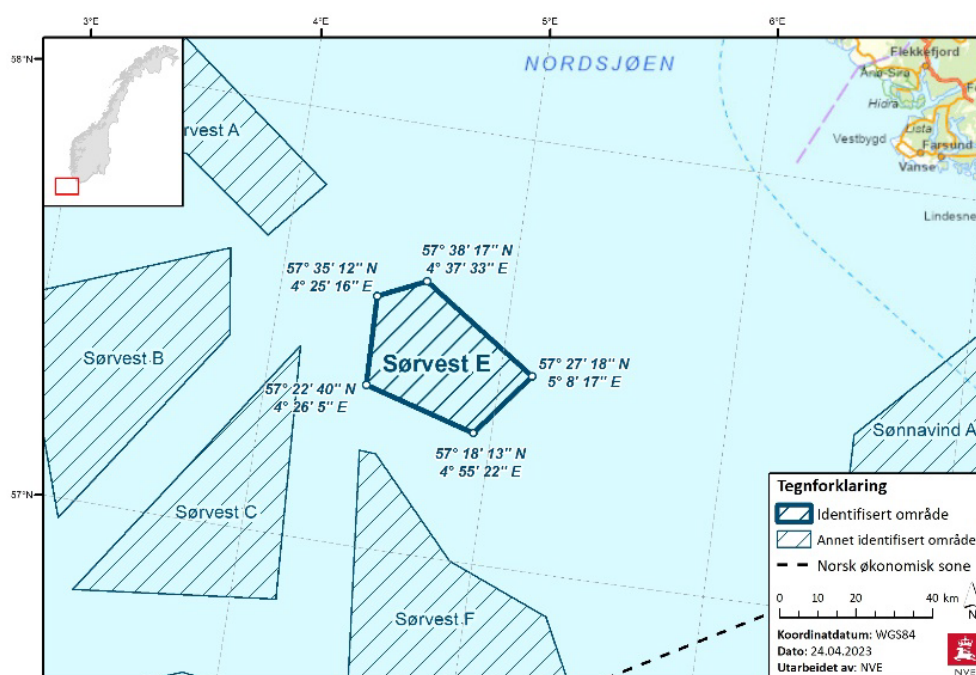 3°E
4°E
5°E
6°E
58°N
NORDSJØEN
Flekkefjord
Åna-Sira
Hidra
Lista
Vestbygd
Farsund
Vanse
Lindesne
rvest A
57° 38' 17" N
4° 37' 33" E
57° 35' 12" N
4° 25' 16" E
Sørvest B
Sørvest E
57° 27' 18" N
5° 8' 17" E
57° 22' 40" N
4° 26' 5" E
Sønnavind A
57° 18' 13" N
4° 55' 22" E
57°N
Sørvest C
Sørvest F
Tegnforklaring
Identifisert område
Annet identifisert område
Norsk økonomisk sone
0 10 20 40 km
N
Koordinatdatum: WGS84
Dato: 24.04.2023
Utarbeidet av: NVE
NVE